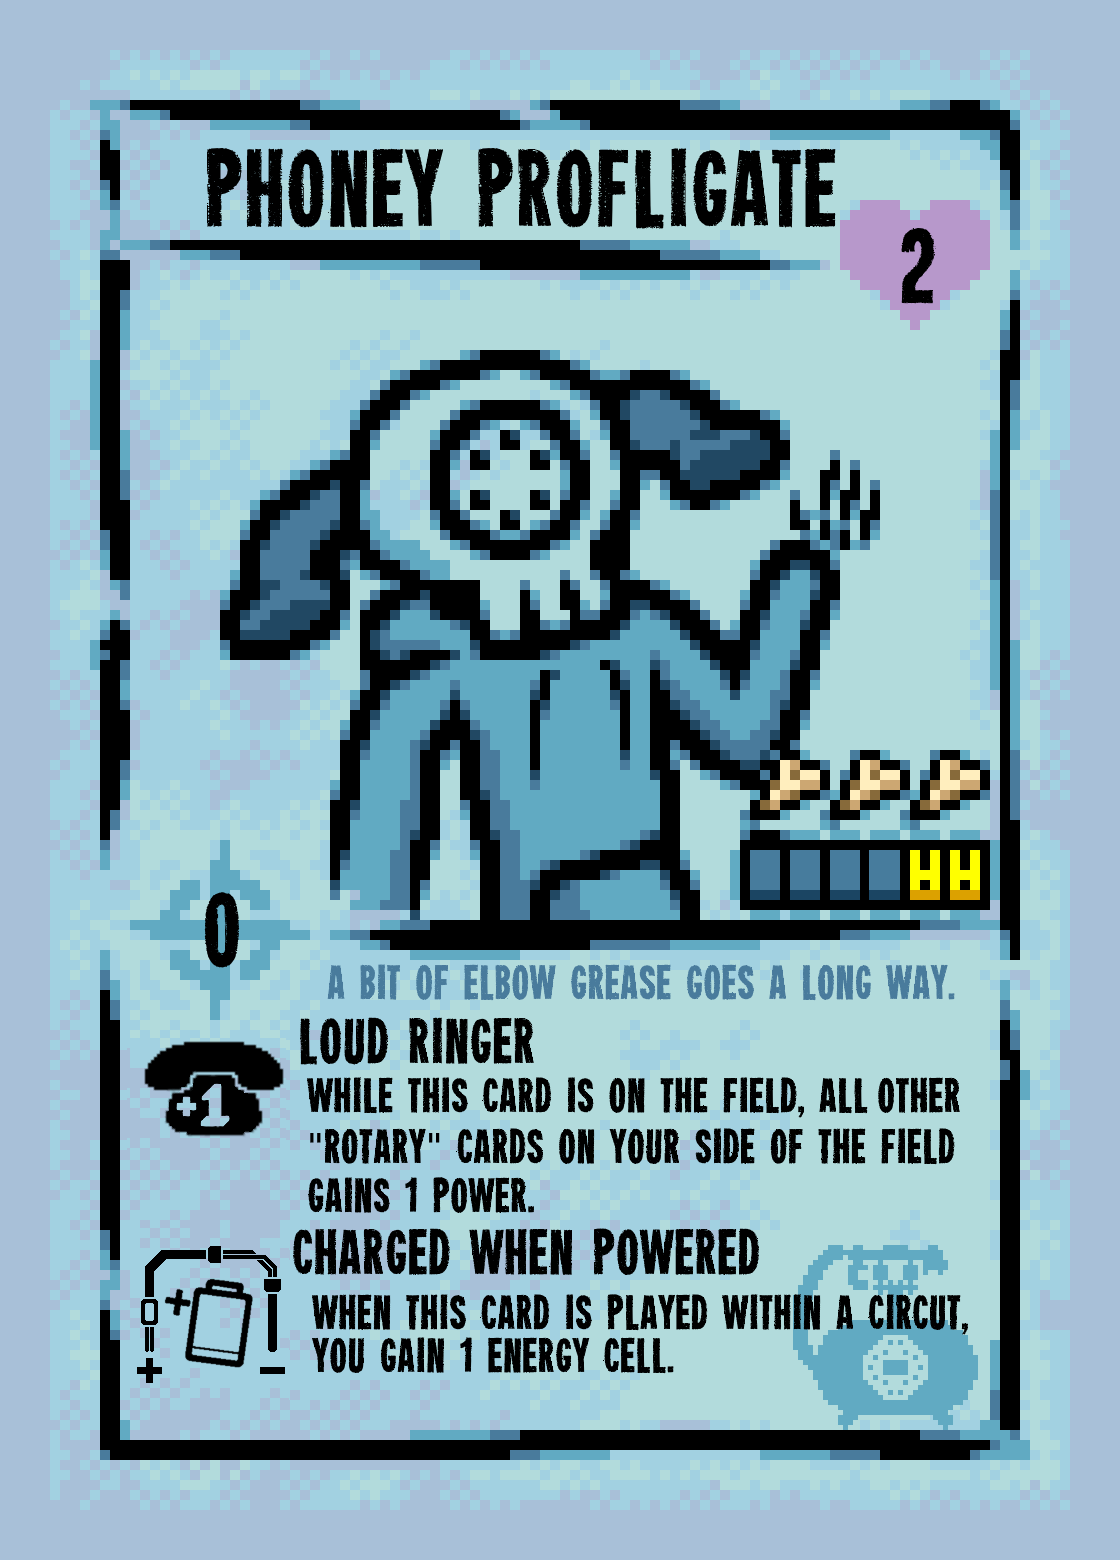 PHONEY PROFLIGATE
2
0
A BIT OF ELBOW GREASE GOES A LONG WAY.
LOUD RINGER
+1
WHILE THIS CARD IS ON THE FIELD, ALL OTHER
"ROTARY" CARDS ON YOUR SIDE OF THE FIELD
GAINS 1 POWER.
CHARGED WHEN POWERED
+
WHEN THIS CARD IS PLAYED WITHIN A CIRCUT,
YOU GAIN 1 ENERGY CELL.
+ −